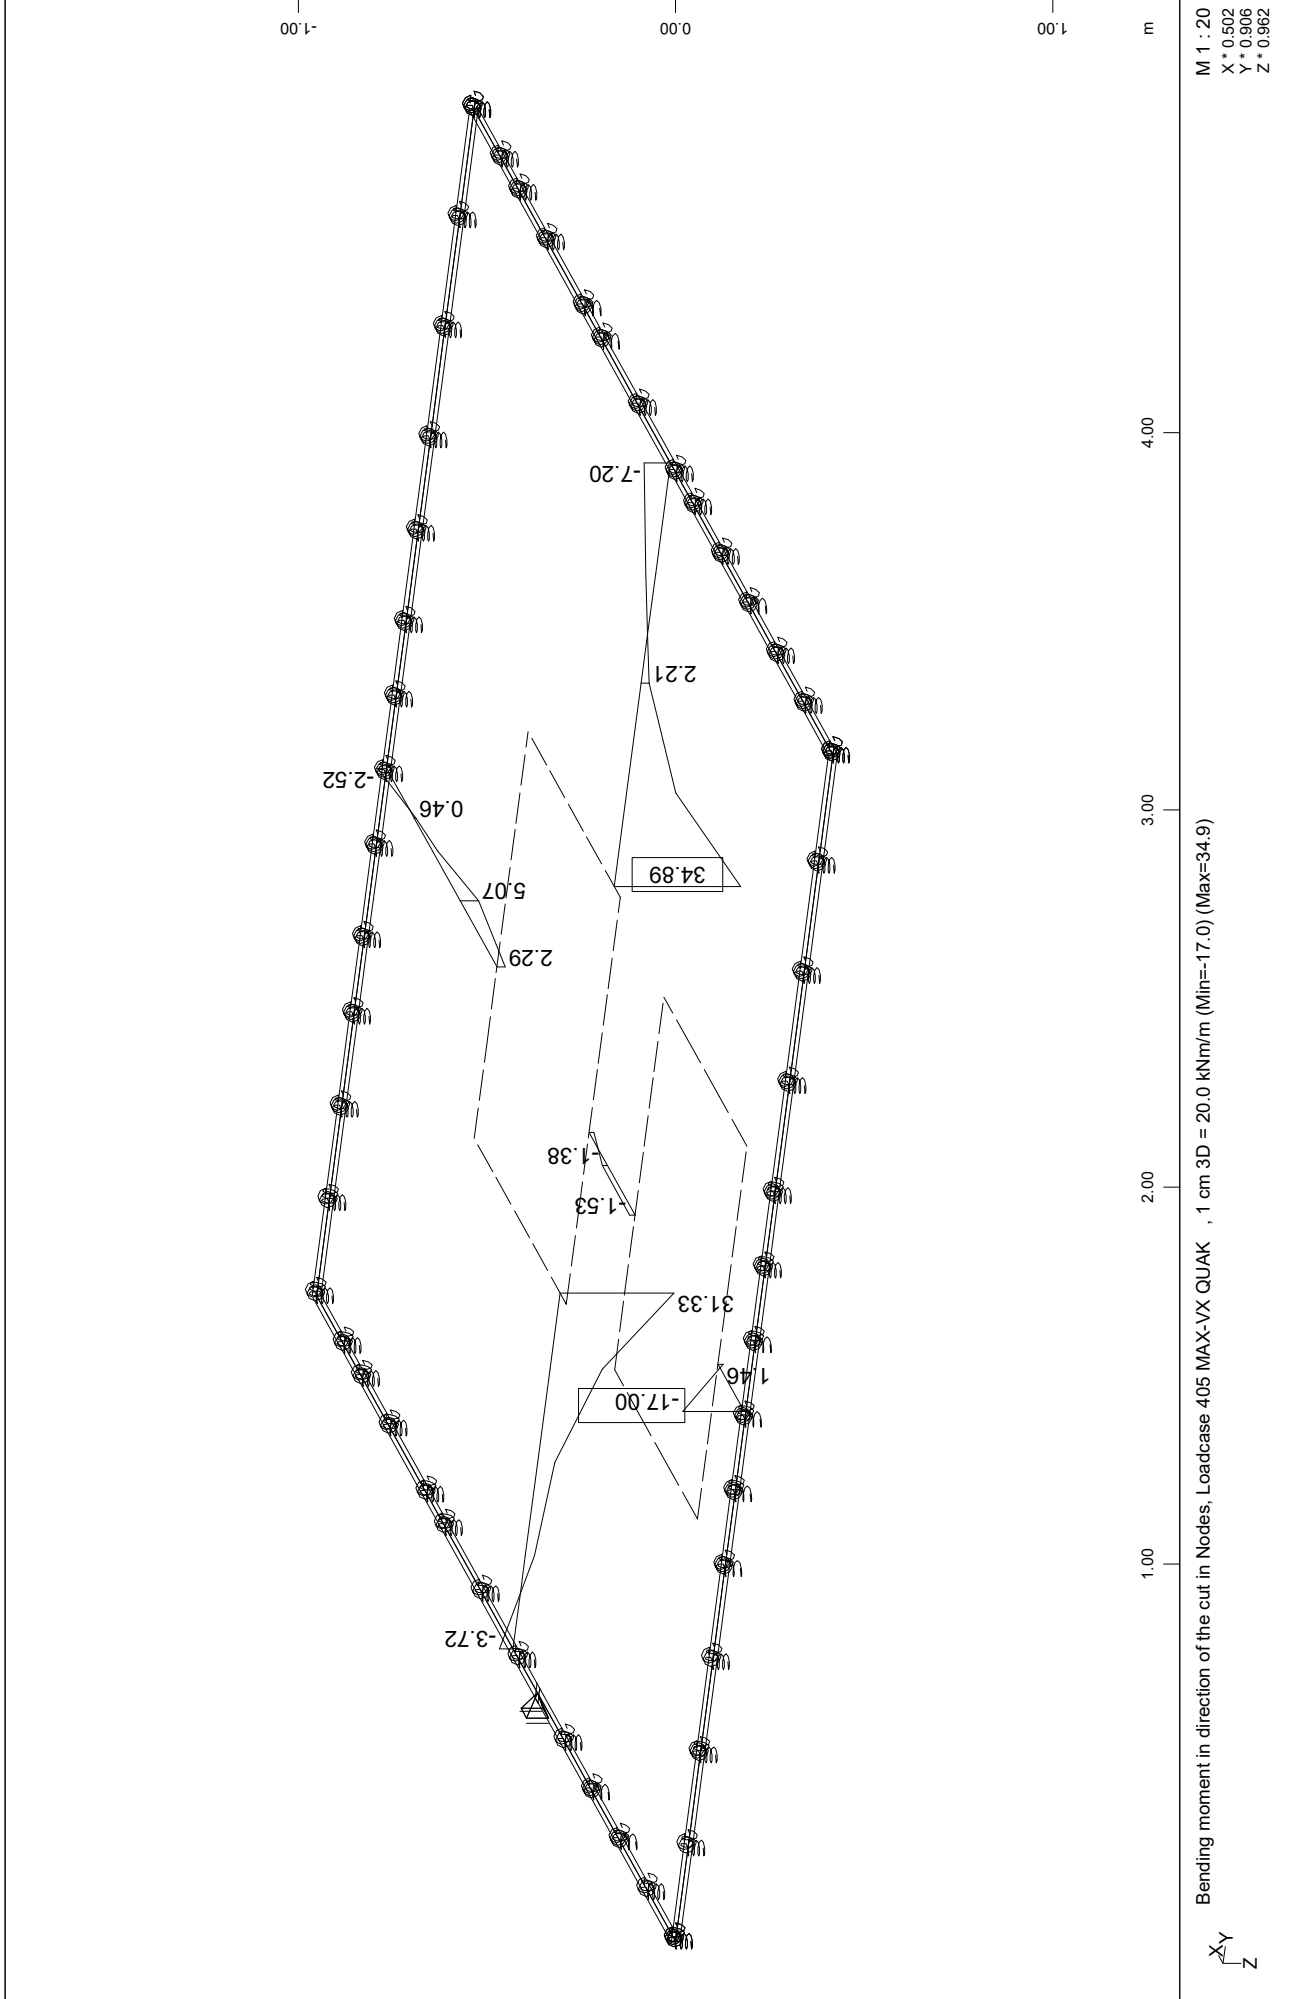 -1.00
0.00
1.00
m
M 1 : 20
X * 0.502
Y * 0.906
Z * 0.962
4.00
-7.20
2.21
-2.52
0.46
3.00
34.89
5.07
2.29
2.00
-1.38
-1.53
31.33
1.46
-17.00
1.00
-3.72
Bending moment in direction of the cut in Nodes, Loadcase 405 MAX-VX QUAK , 1 cm 3D = 20.0 kNm/m (Min=-17.0) (Max=34.9)
X
Y
Z